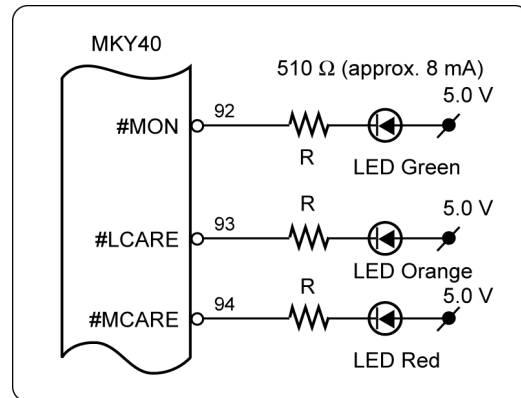 MKY40
510 Ω (approx. 8 mA)
5.0 V
#MON
92
R
LED Green
5.0 V
#LCARE
93
R
LED Orange
5.0 V
#MCARE
94
R
LED Red